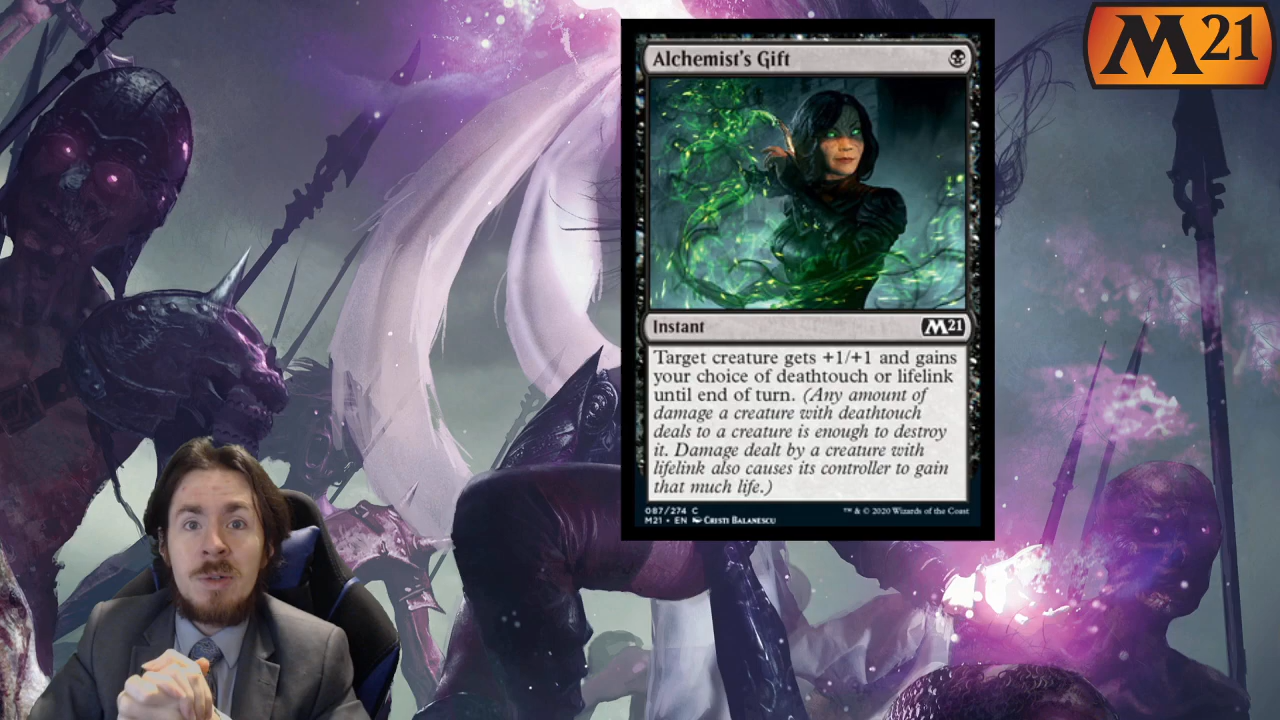 M21
Alchemist's Gift
Instant
M21
Target creature gets +1/+1 and gains
your choice of deathtouch or lifelink
until end of turn. (Any amount of
damage a creature with deathtouch
deals to a creature is enough to destroy
it. Damage dealt by a creature with
lifelink also causes its controller to gain
that much life.)
087/274 C
™ & © 2020 Wizards of the Coast
M21 • EN Cristi Balanescu